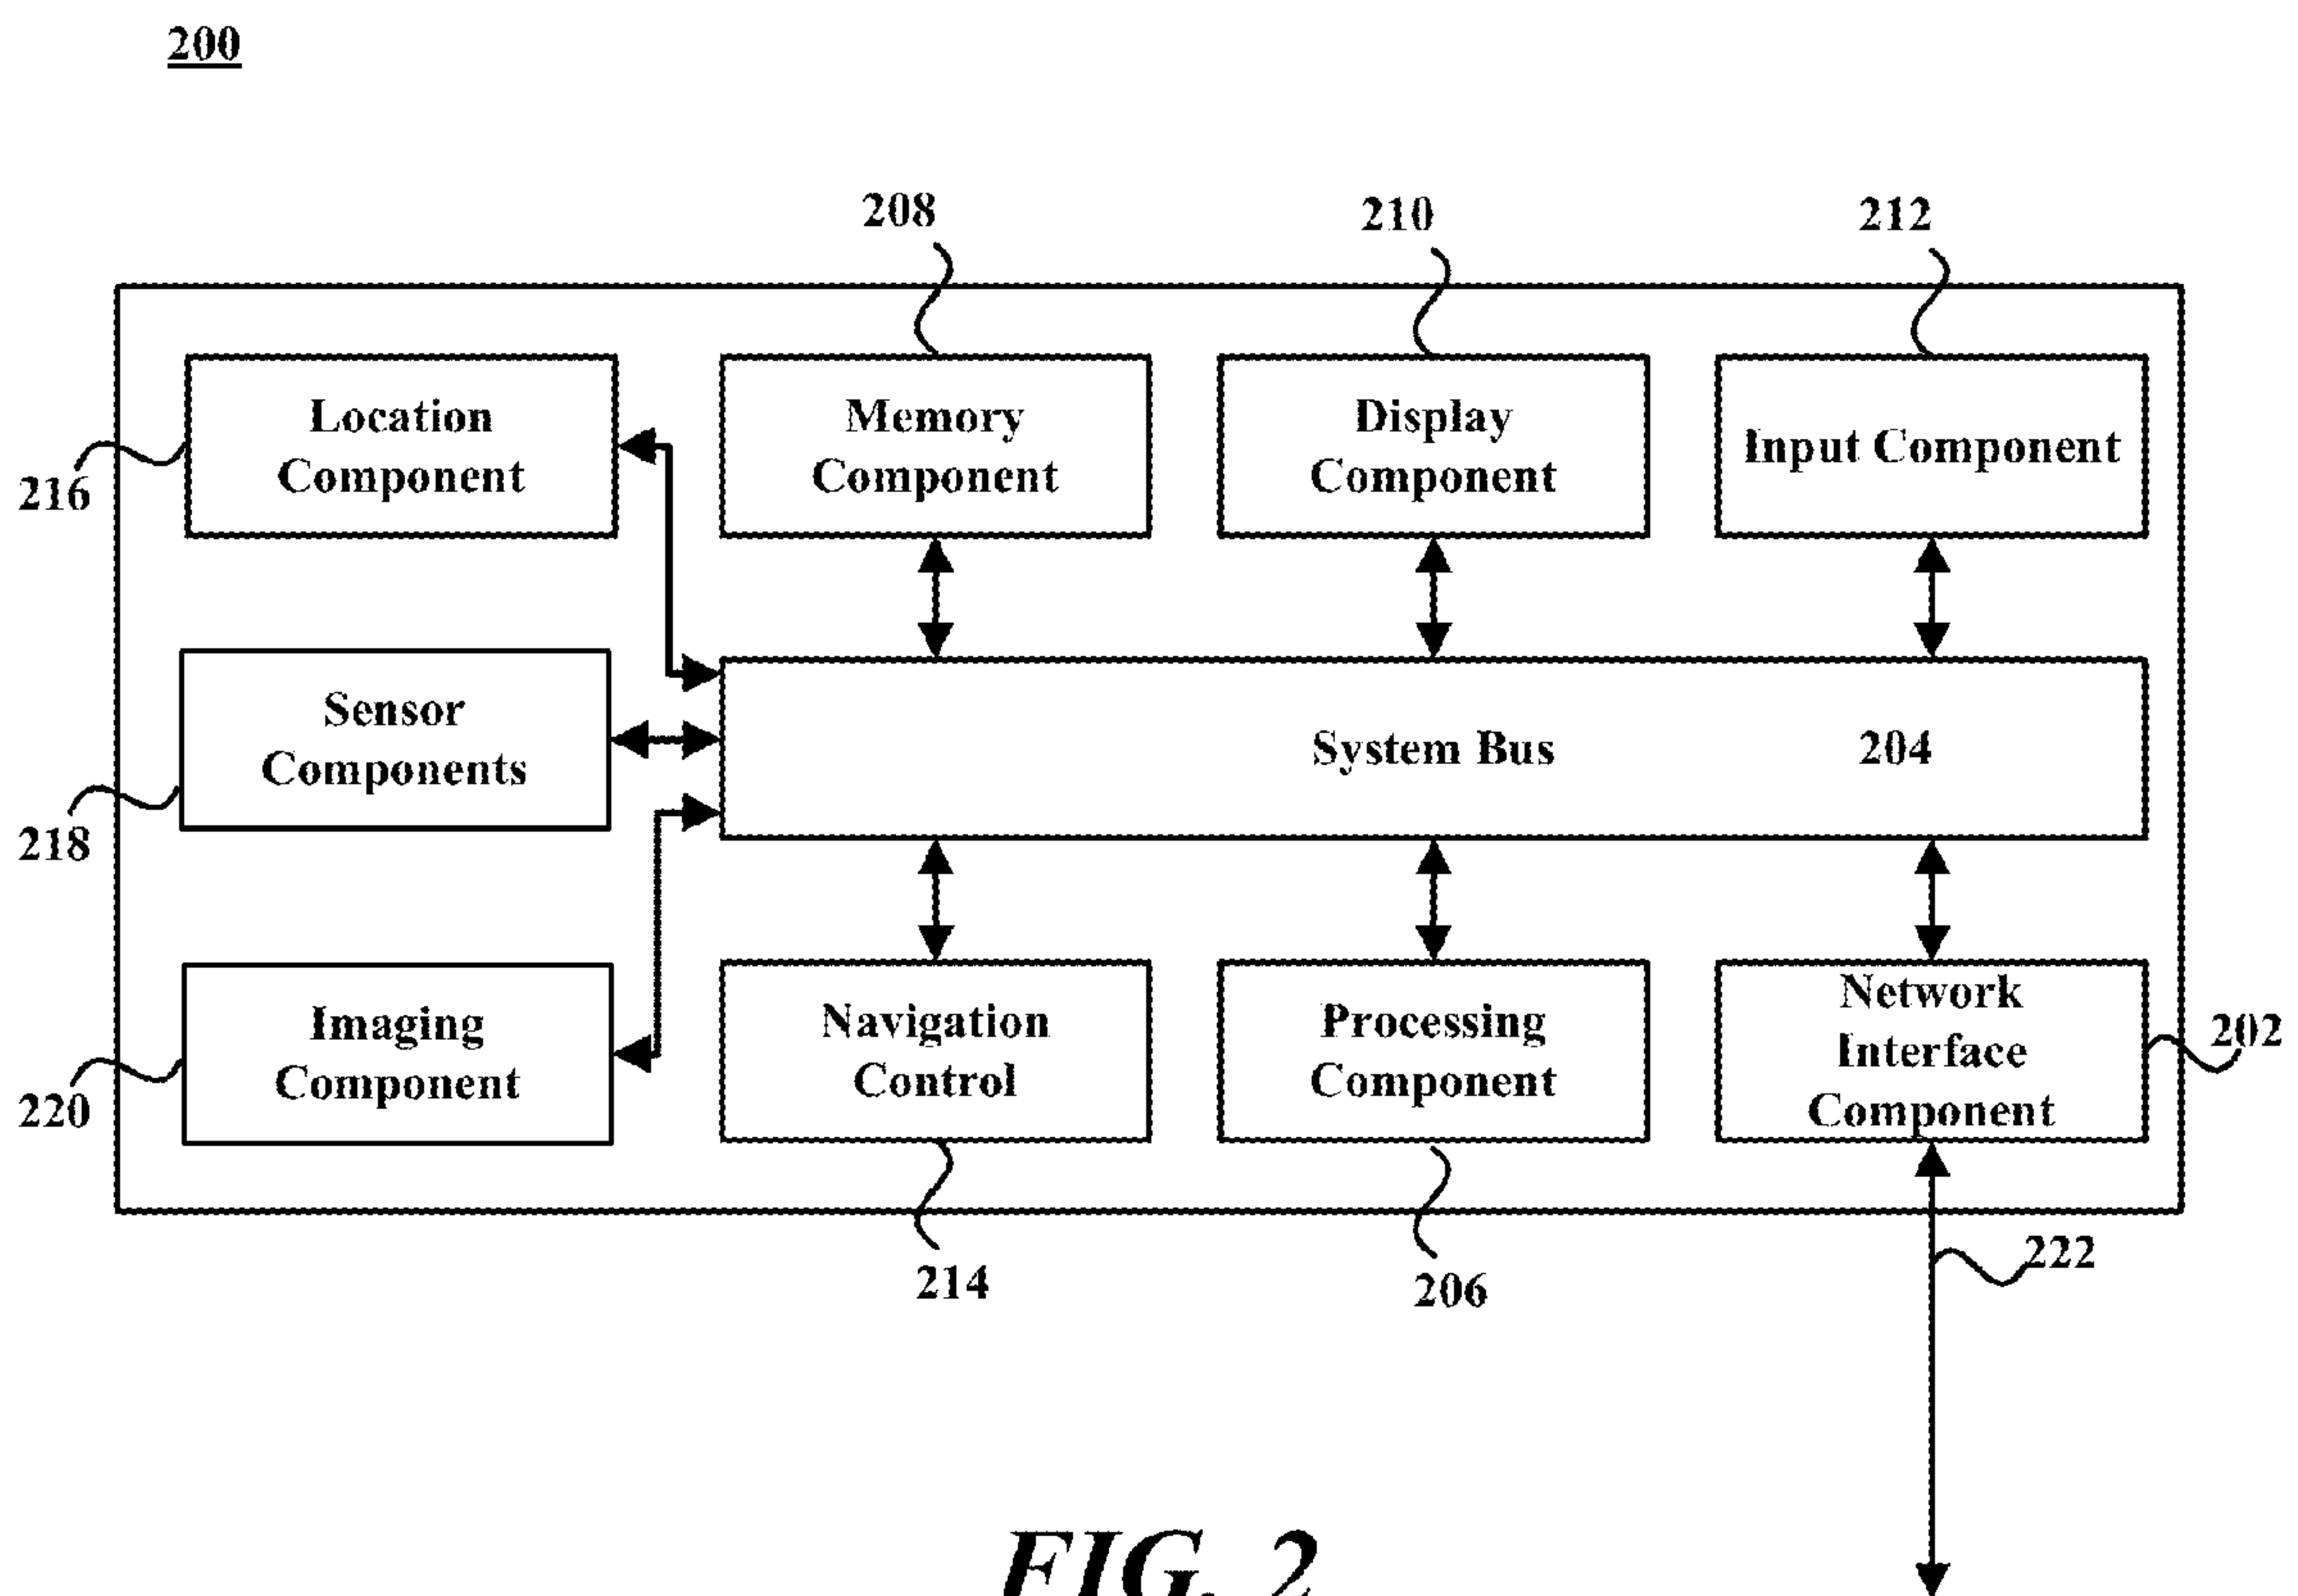 200
208
210
212
Location
Component
Memory
Component
Display
Component
Input Component
216
Sensor
Components
System Bus
204
218
Imaging
Component
Navigation
Control
Processing
Component
Network
Interface
Component
202
220
214
206
222
FIG. 2